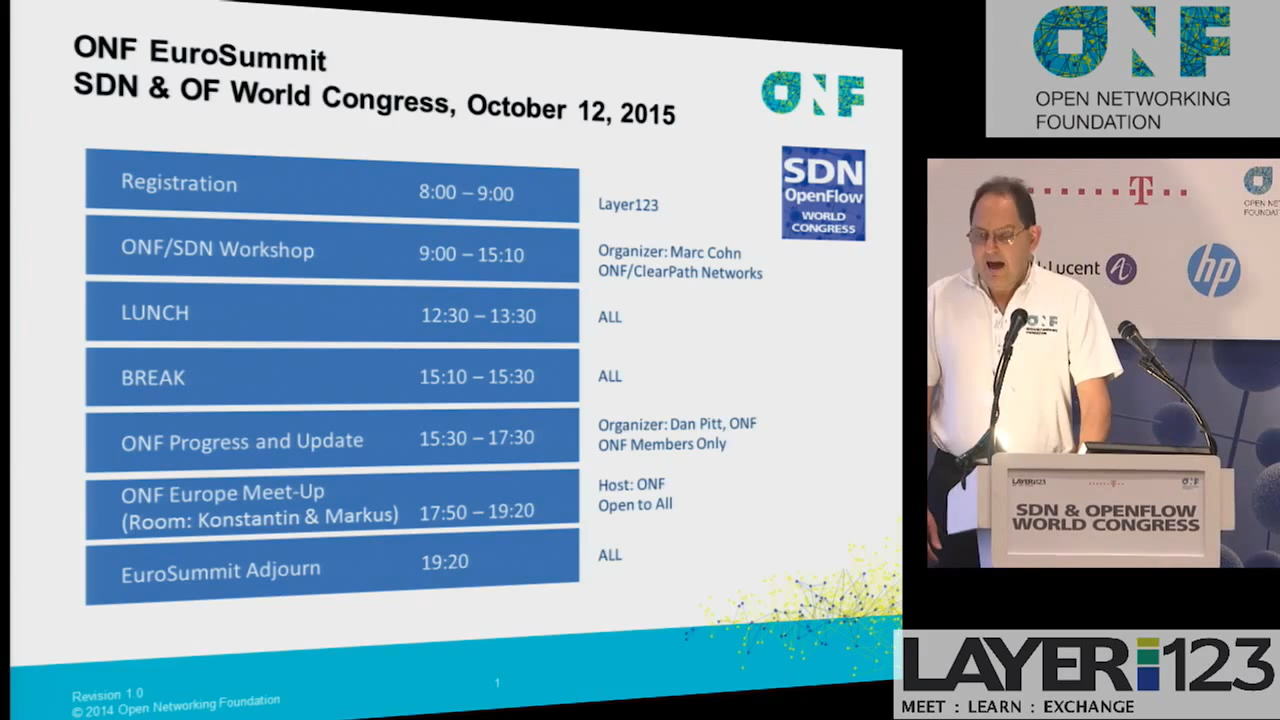 ONF EuroSummit
SDN & OF World Congress, October 12, 2015
ONF
SDN
OpenFlow
WORLD
CONGRESS
Registration 8:00 – 9:00 Layer123
ONF/SDN Workshop 9:00 – 15:10 Organizer: Marc Cohn
ONF/ClearPath Networks
LUNCH 12:30 – 13:30 ALL
BREAK 15:10 – 15:30 ALL
ONF Progress and Update 15:30 – 17:30 Organizer: Dan Pitt, ONF
ONF Members Only
ONF Europe Meet-Up
(Room: Konstantin & Markus) 17:50 – 19:20 Host: ONF
Open to All
EuroSummit Adjourn 19:20 ALL
Revision 1.0
© 2014 Open Networking Foundation
1
ONF
OPEN NETWORKING
FOUNDATION
T
OPEN NET
FOUNDAT
Lucent
hp
ONF
LAYER123
SDN & OPENFLOW
WORLD CONGRESS
LAYER123
MEET : LEARN : EXCHANGE